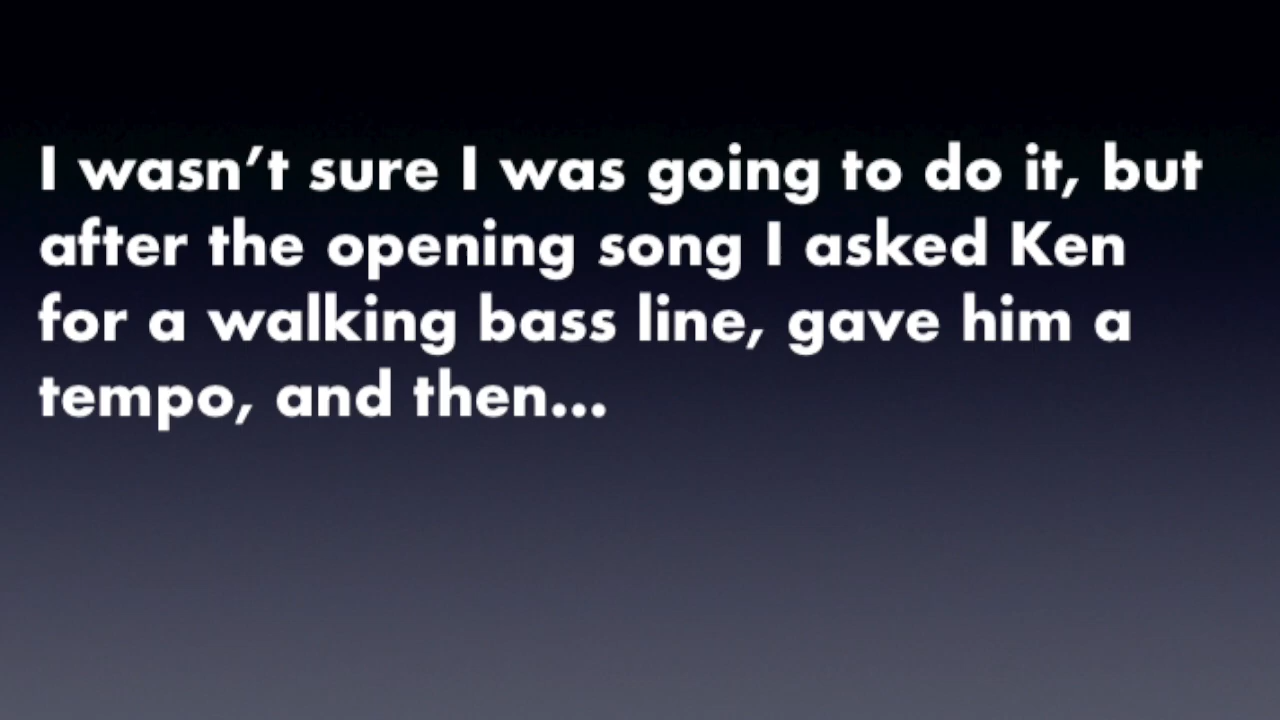 I wasn’t sure I was going to do it, but
after the opening song I asked Ken
for a walking bass line, gave him a
tempo, and then...